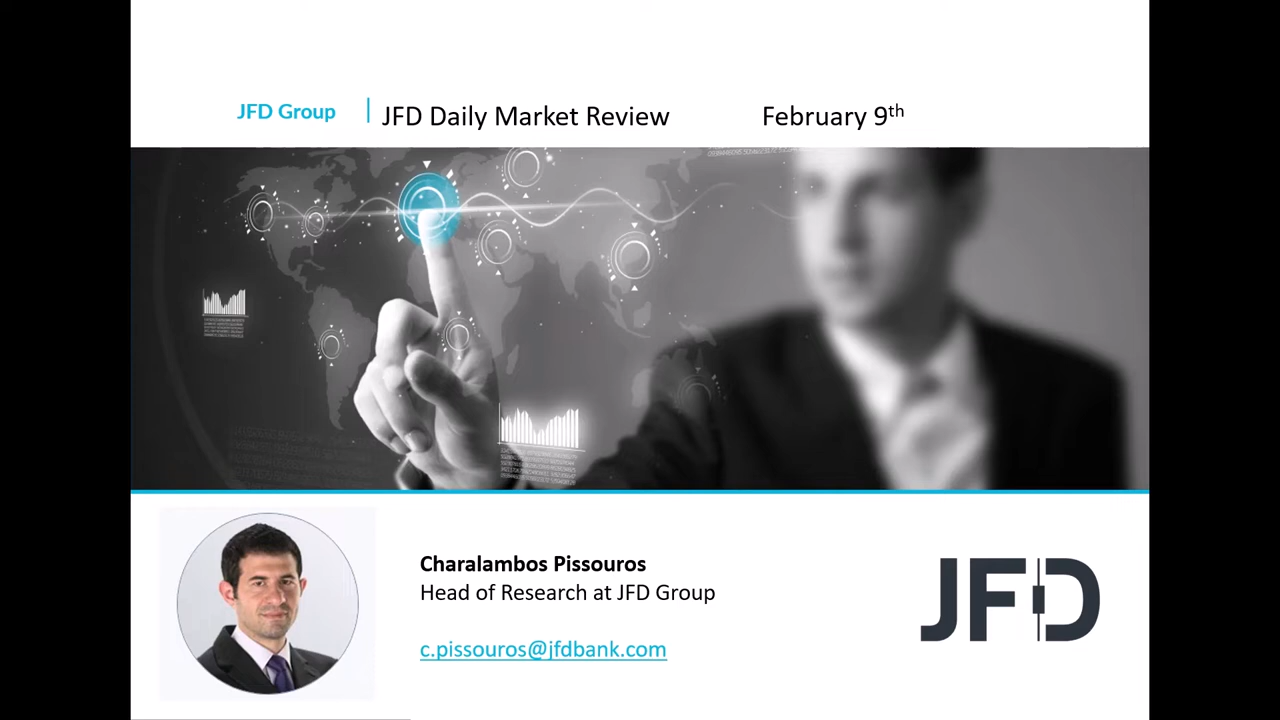 JFD Group
JFD Daily Market Review February 9th
Charalambos Pissouros
Head of Research at JFD Group
c.pissouros@jfdbank.com
JFD